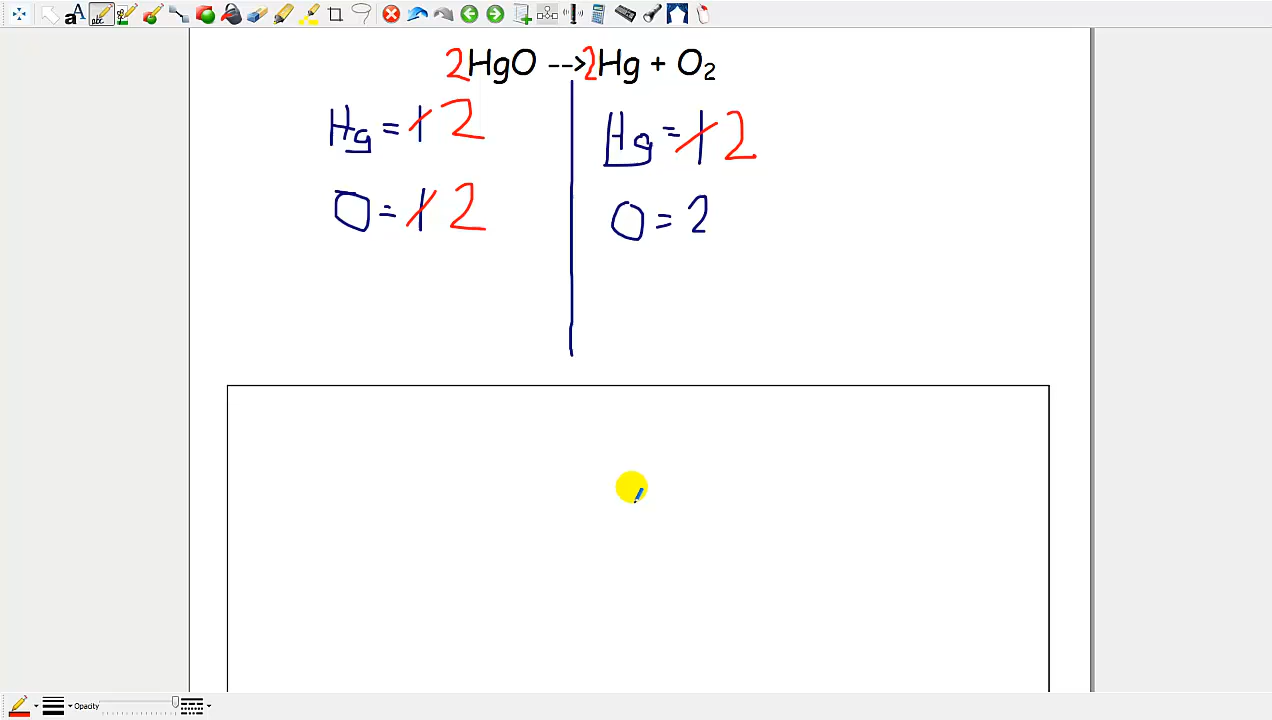 2HgO -->2Hg + O₂
Hg = 1 2
Hg = 1 2
O = 1 2
O = 2
Opacity